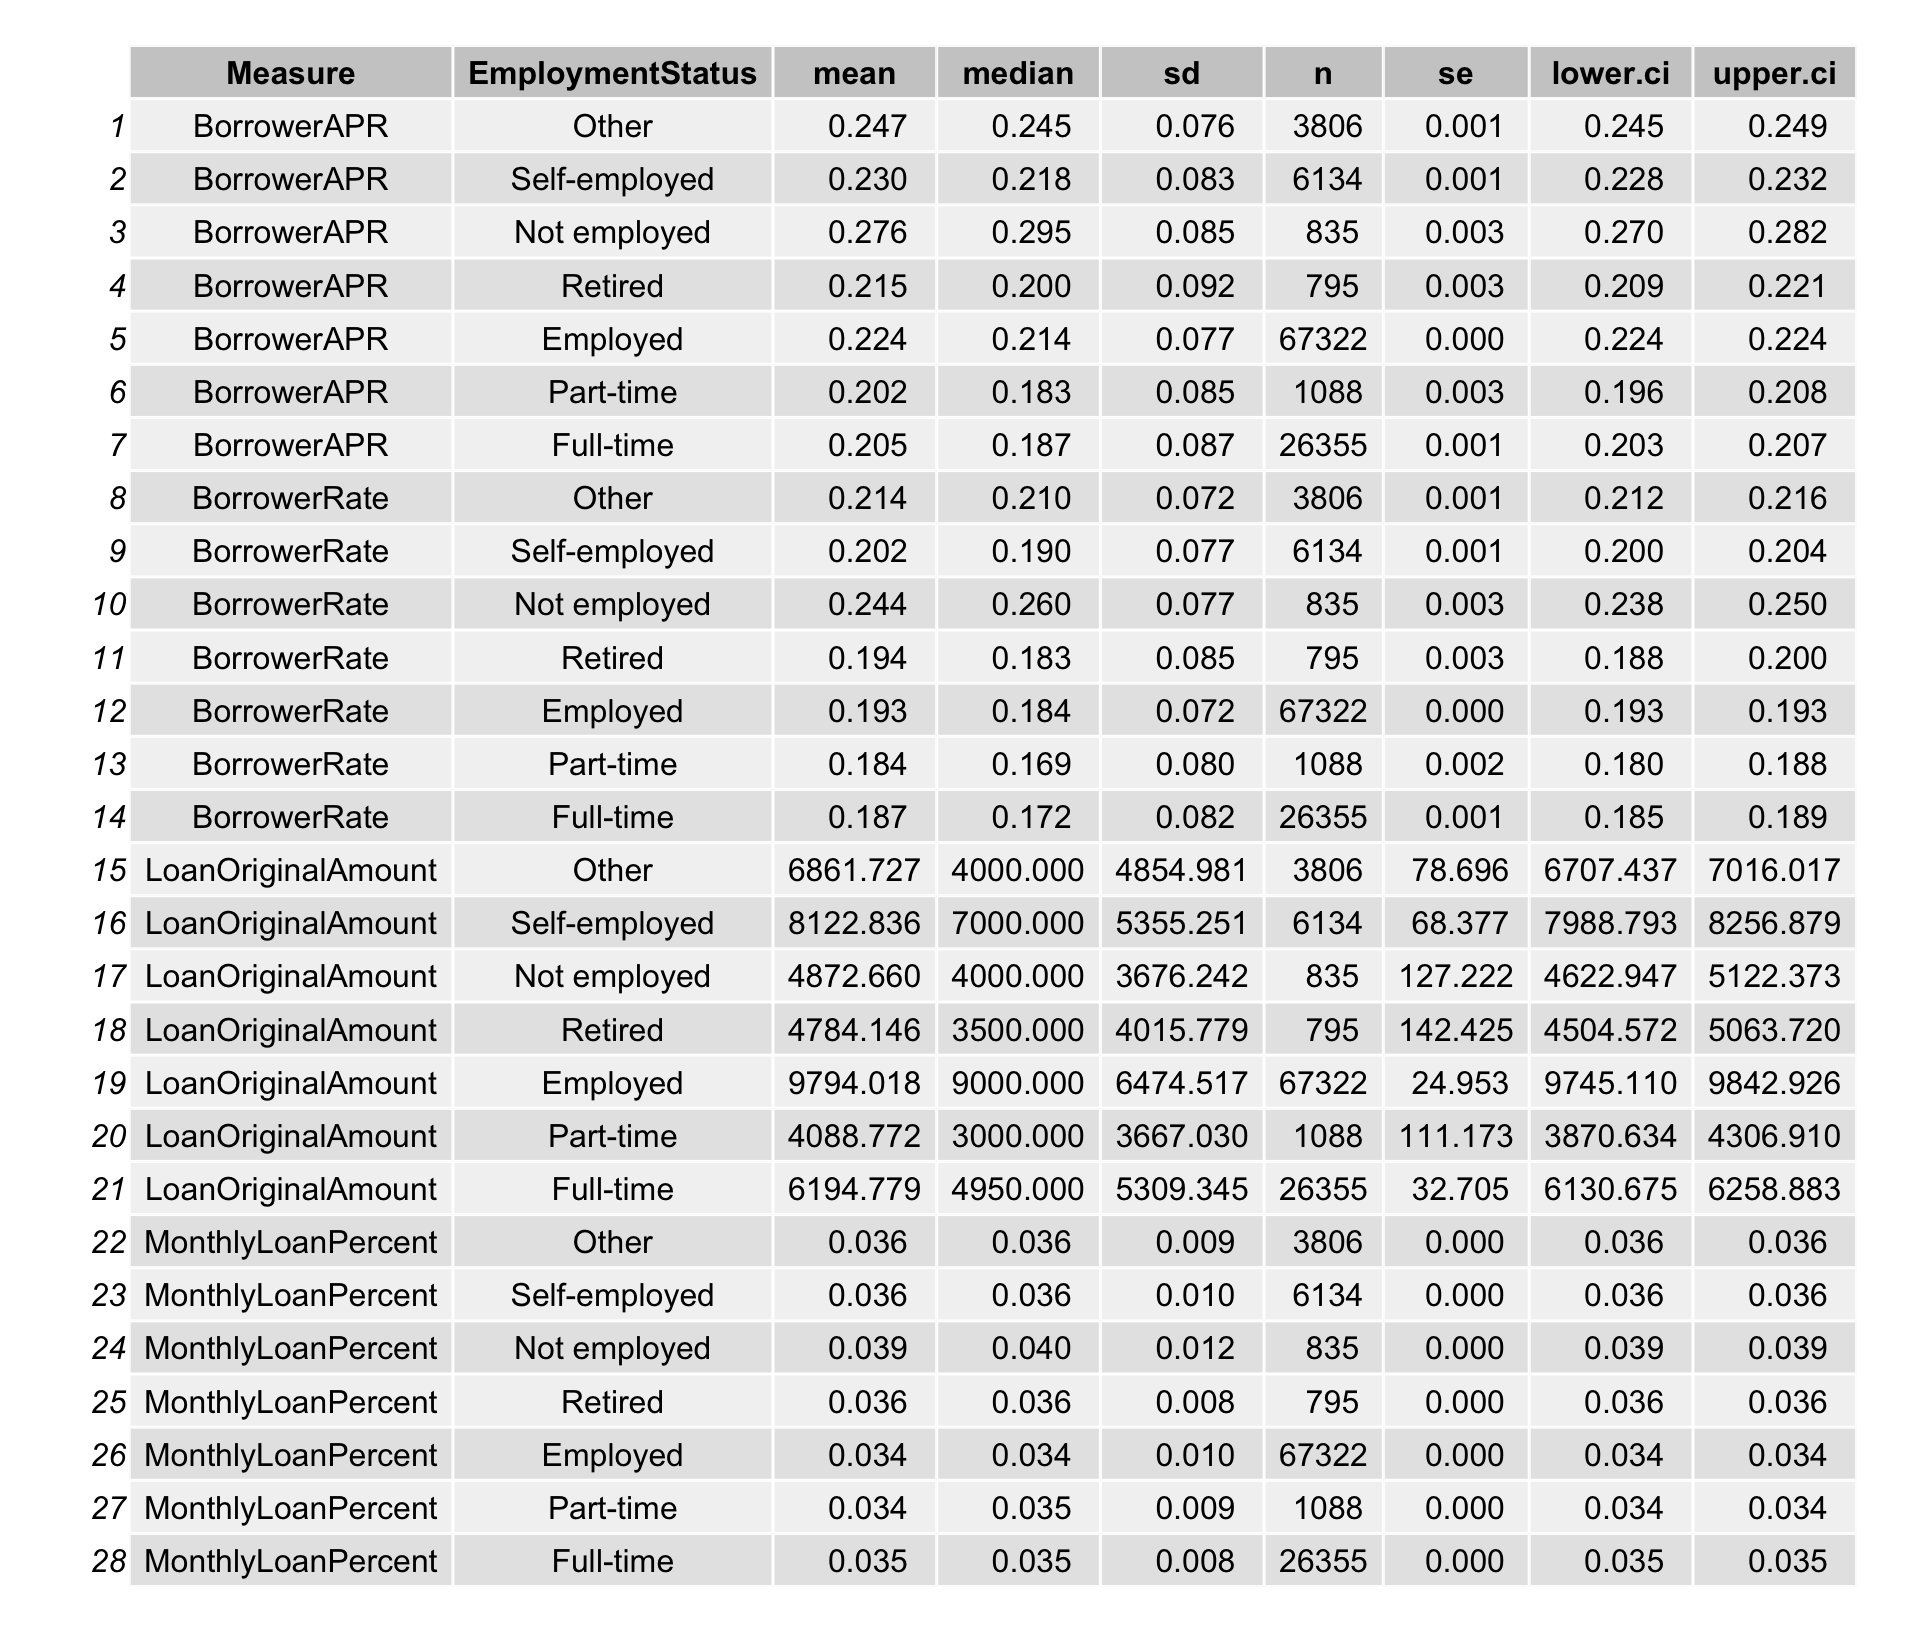 Measure EmploymentStatus mean median sd n se lower.ci upper.ci
1 BorrowerAPR Other 0.247 0.245 0.076 3806 0.001 0.245 0.249
2 BorrowerAPR Self-employed 0.230 0.218 0.083 6134 0.001 0.228 0.232
3 BorrowerAPR Not employed 0.276 0.295 0.085 835 0.003 0.270 0.282
4 BorrowerAPR Retired 0.215 0.200 0.092 795 0.003 0.209 0.221
5 BorrowerAPR Employed 0.224 0.214 0.077 67322 0.000 0.224 0.224
6 BorrowerAPR Part-time 0.202 0.183 0.085 1088 0.003 0.196 0.208
7 BorrowerAPR Full-time 0.205 0.187 0.087 26355 0.001 0.203 0.207
8 BorrowerRate Other 0.214 0.210 0.072 3806 0.001 0.212 0.216
9 BorrowerRate Self-employed 0.202 0.190 0.077 6134 0.001 0.200 0.204
10 BorrowerRate Not employed 0.244 0.260 0.077 835 0.003 0.238 0.250
11 BorrowerRate Retired 0.194 0.183 0.085 795 0.003 0.188 0.200
12 BorrowerRate Employed 0.193 0.184 0.072 67322 0.000 0.193 0.193
13 BorrowerRate Part-time 0.184 0.169 0.080 1088 0.002 0.180 0.188
14 BorrowerRate Full-time 0.187 0.172 0.082 26355 0.001 0.185 0.189
15 LoanOriginalAmount Other 6861.727 4000.000 4854.981 3806 78.696 6707.437 7016.017
16 LoanOriginalAmount Self-employed 8122.836 7000.000 5355.251 6134 68.377 7988.793 8256.879
17 LoanOriginalAmount Not employed 4872.660 4000.000 3676.242 835 127.222 4622.947 5122.373
18 LoanOriginalAmount Retired 4784.146 3500.000 4015.779 795 142.425 4504.572 5063.720
19 LoanOriginalAmount Employed 9794.018 9000.000 6474.517 67322 24.953 9745.110 9842.926
20 LoanOriginalAmount Part-time 4088.772 3000.000 3667.030 1088 111.173 3870.634 4306.910
21 LoanOriginalAmount Full-time 6194.779 4950.000 5309.345 26355 32.705 6130.675 6258.883
22 MonthlyLoanPercent Other 0.036 0.036 0.009 3806 0.000 0.036 0.036
23 MonthlyLoanPercent Self-employed 0.036 0.036 0.010 6134 0.000 0.036 0.036
24 MonthlyLoanPercent Not employed 0.039 0.040 0.012 835 0.000 0.039 0.039
25 MonthlyLoanPercent Retired 0.036 0.036 0.008 795 0.000 0.036 0.036
26 MonthlyLoanPercent Employed 0.034 0.034 0.010 67322 0.000 0.034 0.034
27 MonthlyLoanPercent Part-time 0.034 0.035 0.009 1088 0.000 0.034 0.034
28 MonthlyLoanPercent Full-time 0.035 0.035 0.008 26355 0.000 0.035 0.035